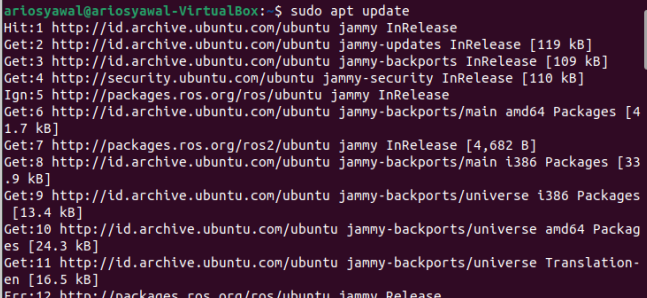 ariosyawal@ariosyawal-VirtualBox:~$ sudo apt update
Hit:1 http://id.archive.ubuntu.com/ubuntu jammy InRelease
Get:2 http://id.archive.ubuntu.com/ubuntu jammy-updates InRelease [119 kB]
Get:3 http://id.archive.ubuntu.com/ubuntu jammy-backports InRelease [109 kB]
Get:4 http://security.ubuntu.com/ubuntu jammy-security InRelease [110 kB]
Ign:5 http://packages.ros.org/ros/ubuntu jammy InRelease
Get:6 http://id.archive.ubuntu.com/ubuntu jammy-backports/main amd64 Packages [4
1.7 kB]
Get:7 http://packages.ros.org/ros2/ubuntu jammy InRelease [4,682 B]
Get:8 http://id.archive.ubuntu.com/ubuntu jammy-backports/main i386 Packages [33
.9 kB]
Get:9 http://id.archive.ubuntu.com/ubuntu jammy-backports/universe i386 Packages
 [13.4 kB]
Get:10 http://id.archive.ubuntu.com/ubuntu jammy-backports/universe amd64 Packag
es [24.3 kB]
Get:11 http://id.archive.ubuntu.com/ubuntu jammy-backports/universe Translation-
en [16.5 kB]
Err:12 http://packages.ros.org/ros/ubuntu jammy Release